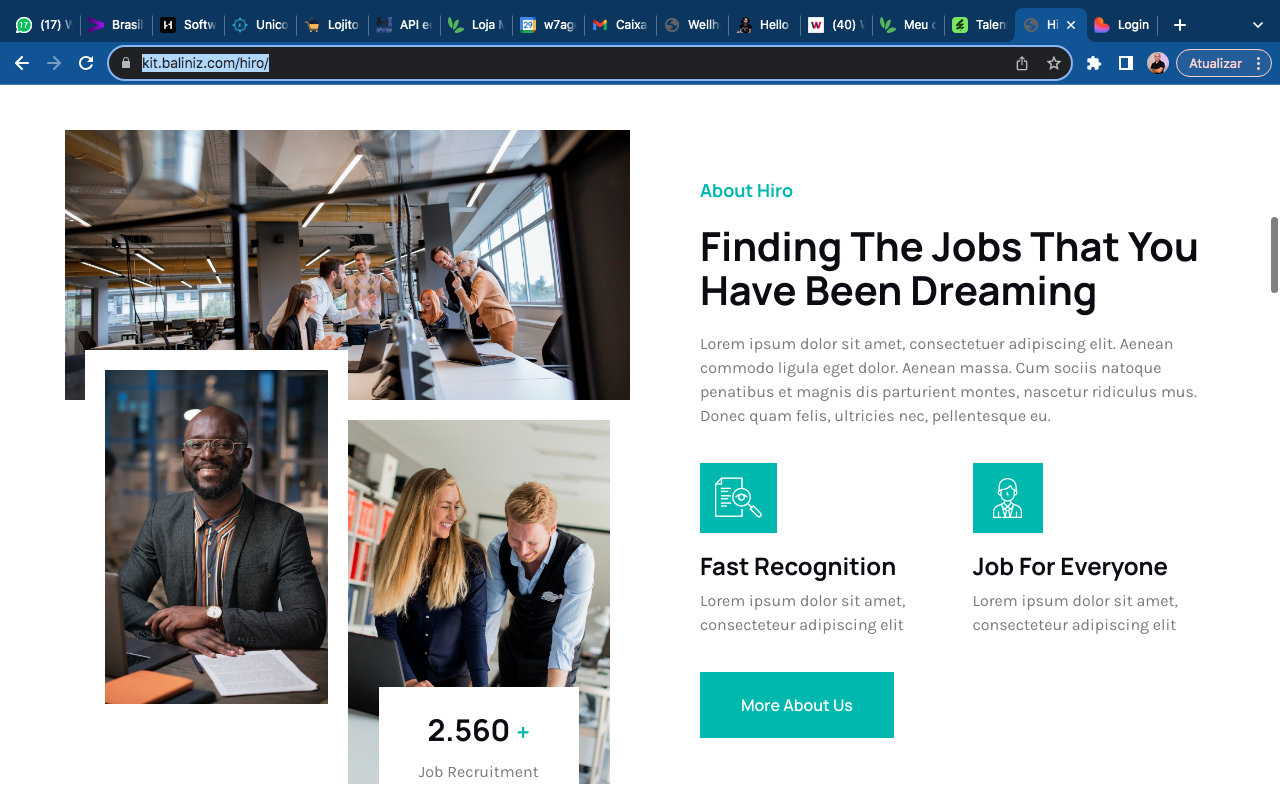 17
(17) W
Brasil
H
Softw
Unico
Lojito
API e
Loja N
29
w7age
Caixa
Wellh
Hello
W
(40) W
Meu c
Talen
Hi
Login
kit.baliniz.com/hiro/
Atualizar
About Hiro
Finding The Jobs That You
Have Been Dreaming
Lorem ipsum dolor sit amet, consectetuer adipiscing elit. Aenean
commodo ligula eget dolor. Aenean massa. Cum sociis natoque
penatibus et magnis dis parturient montes, nascetur ridiculus mus.
Donec quam felis, ultricies nec, pellentesque eu.
Fast Recognition
Lorem ipsum dolor sit amet,
consecteteur adipiscing elit
Job For Everyone
Lorem ipsum dolor sit amet,
consecteteur adipiscing elit
More About Us
2.560 +
Job Recruitment